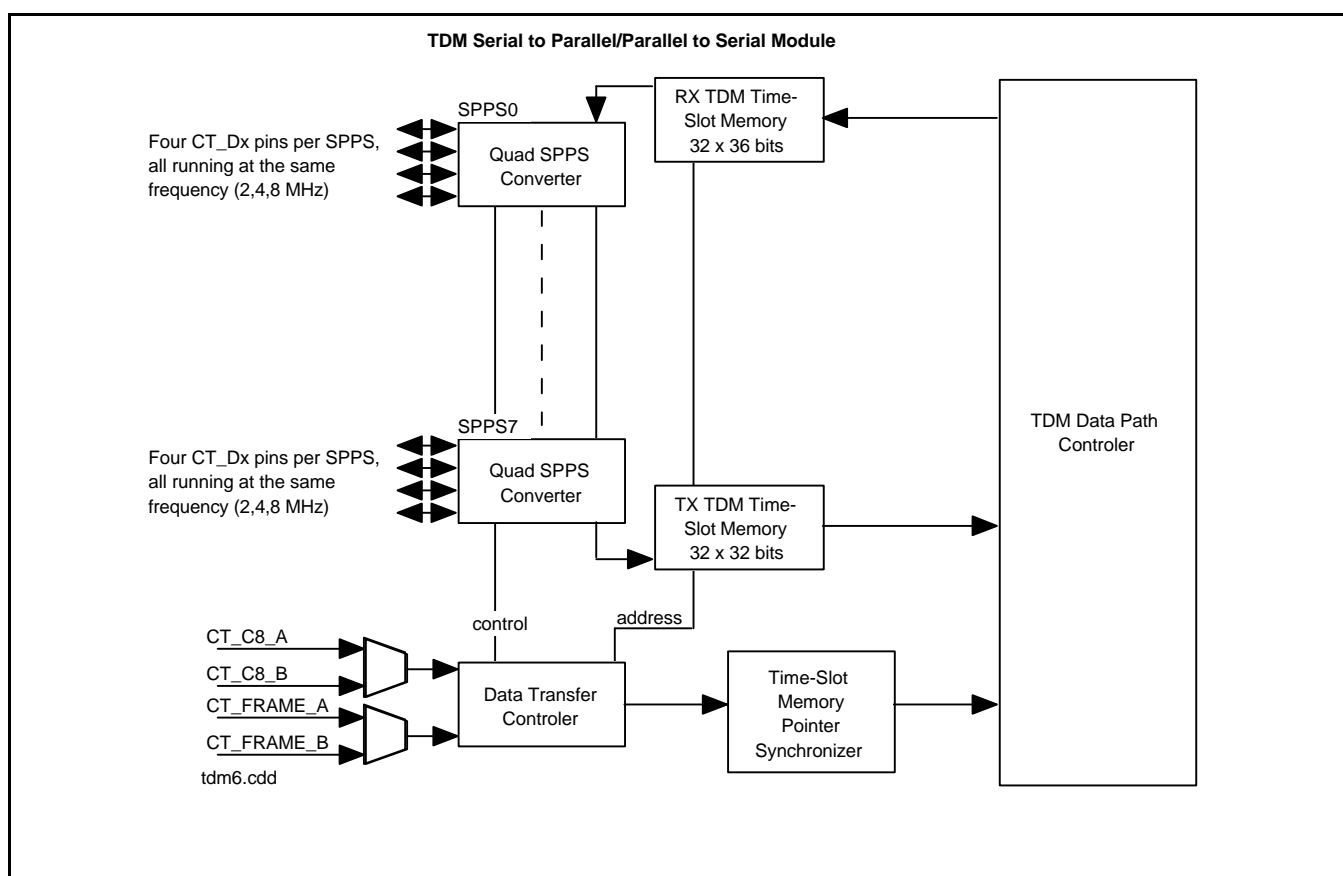 TDM Serial to Parallel/Parallel to Serial Module
SPPS0
Four CT_Dx pins per SPPS,
all running at the same
frequency (2,4,8 MHz)
Quad SPPS
Converter
RX TDM Time-
Slot Memory
32 x 36 bits
SPPS7
Four CT_Dx pins per SPPS,
all running at the same
frequency (2,4,8 MHz)
Quad SPPS
Converter
TX TDM Time-
Slot Memory
32 x 32 bits
TDM Data Path
Controler
control
address
CT_C8_A
CT_C8_B
CT_FRAME_A
CT_FRAME_B
Data Transfer
Controler
Time-Slot
Memory
Pointer
Synchronizer
tdm6.cdd